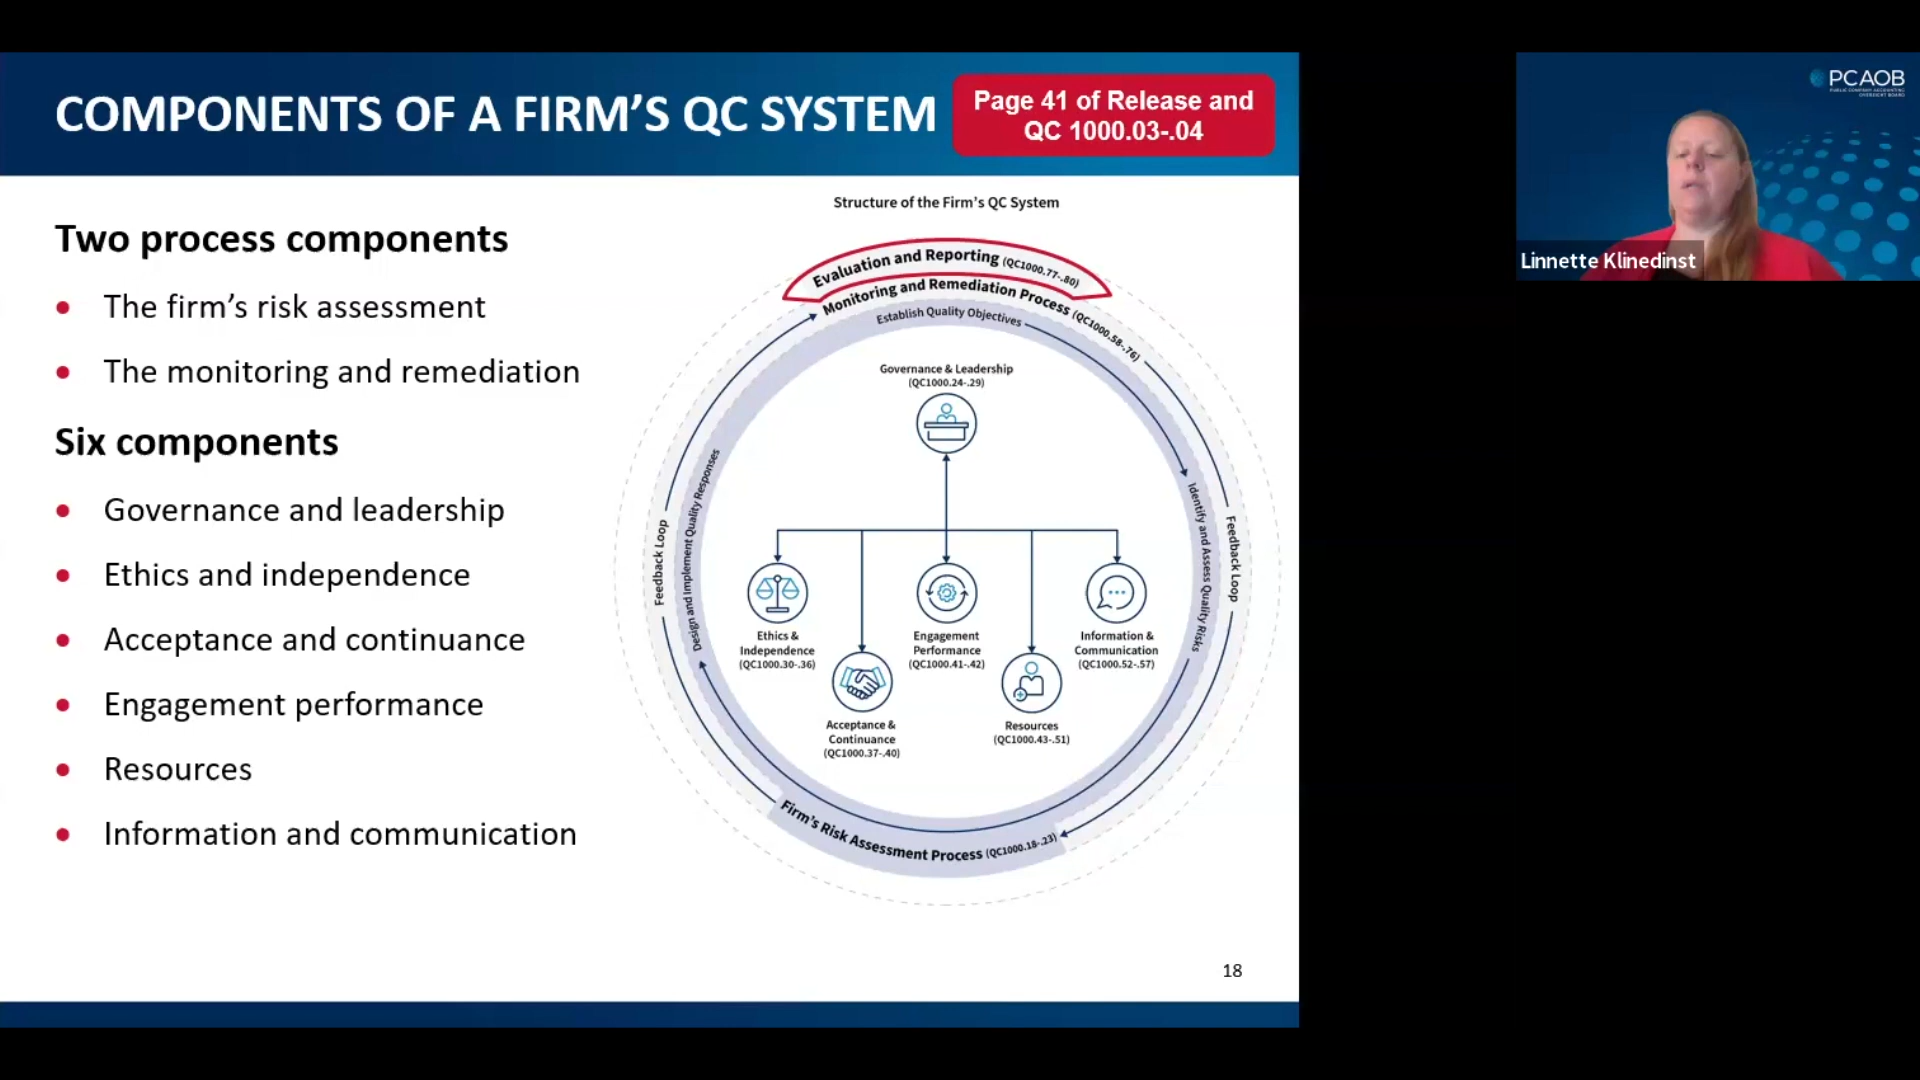 COMPONENTS OF A FIRM'S QC SYSTEM
Page 41 of Release and
QC 1000.03-.04
Two process components
• The firm's risk assessment
• The monitoring and remediation
Six components
• Governance and leadership
• Ethics and independence
• Acceptance and continuance
• Engagement performance
• Resources
• Information and communication
Structure of the Firm's QC System
Evaluation and Reporting (QC1000.77-.80)
Monitoring and Remediation Process (QC1000.58-.76)
Establish Quality Objectives
Governance & Leadership
(QC1000.24-.29)
Design and Implement Quality Responses
Identify and Assess Quality Risks
Feedback Loop
Feedback Loop
Ethics &
Independence
(QC1000.30-.36)
Engagement
Performance
(QC1000.41-.42)
Information &
Communication
(QC1000.52-.57)
Acceptance &
Continuance
(QC1000.37-.40)
Resources
(QC1000.43-.51)
Firm's Risk Assessment Process (QC1000.18-.23)
18
PCAOB
PUBLIC COMPANY ACCOUNTING
OVERSIGHT BOARD
Linnette Klinedinst